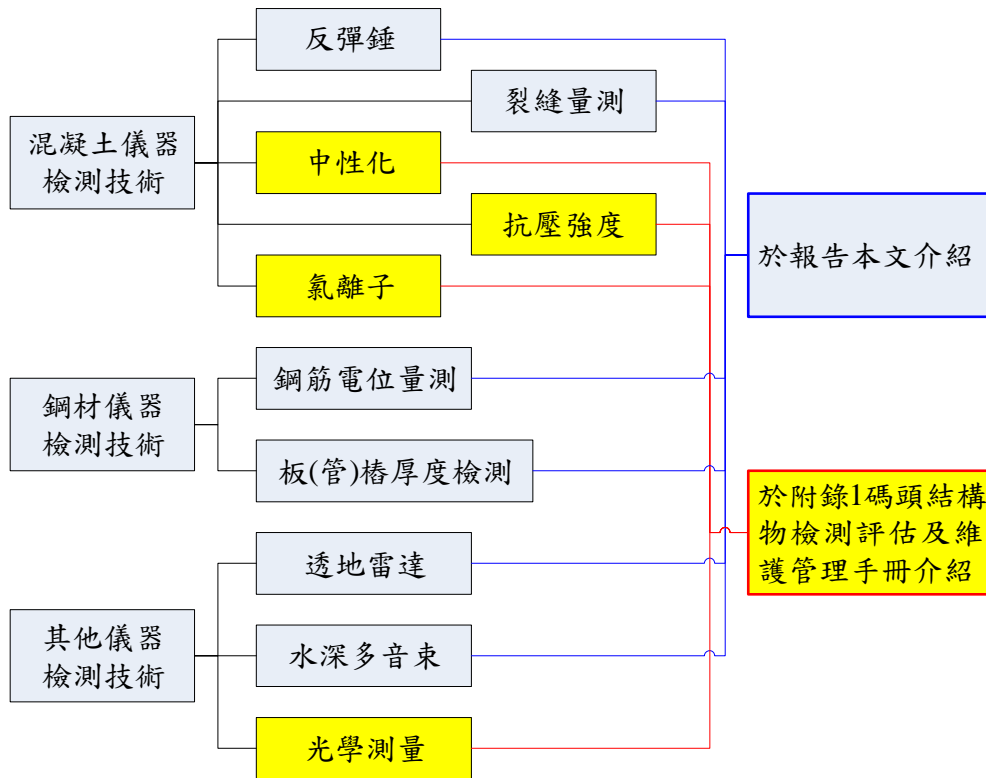 反彈錘
裂縫量測
混凝土儀器
檢測技術
中性化
抗壓強度
氯離子
於報告本文介紹
鋼筋電位量測
鋼材儀器
檢測技術
板(管)樁厚度檢測
於附錄1碼頭結構
物檢測評估及維
護管理手冊介紹
透地雷達
其他儀器
檢測技術
水深多音束
光學測量